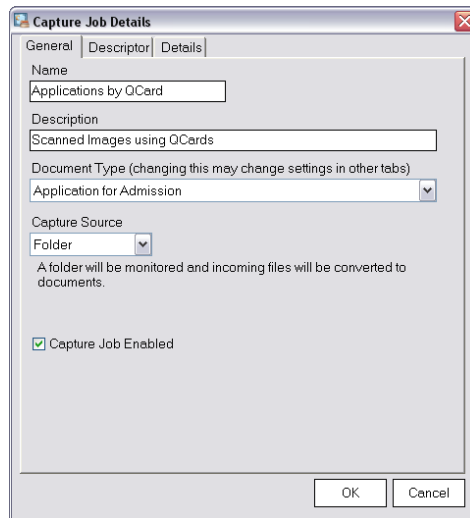 Capture Job Details
General Descriptor Details
Name
Applications by QCard
Description
Scanned Images using QCards
Document Type (changing this may change settings in other tabs)
Application for Admission
Capture Source
Folder
A folder will be monitored and incoming files will be converted to
documents.
Capture Job Enabled
OK Cancel